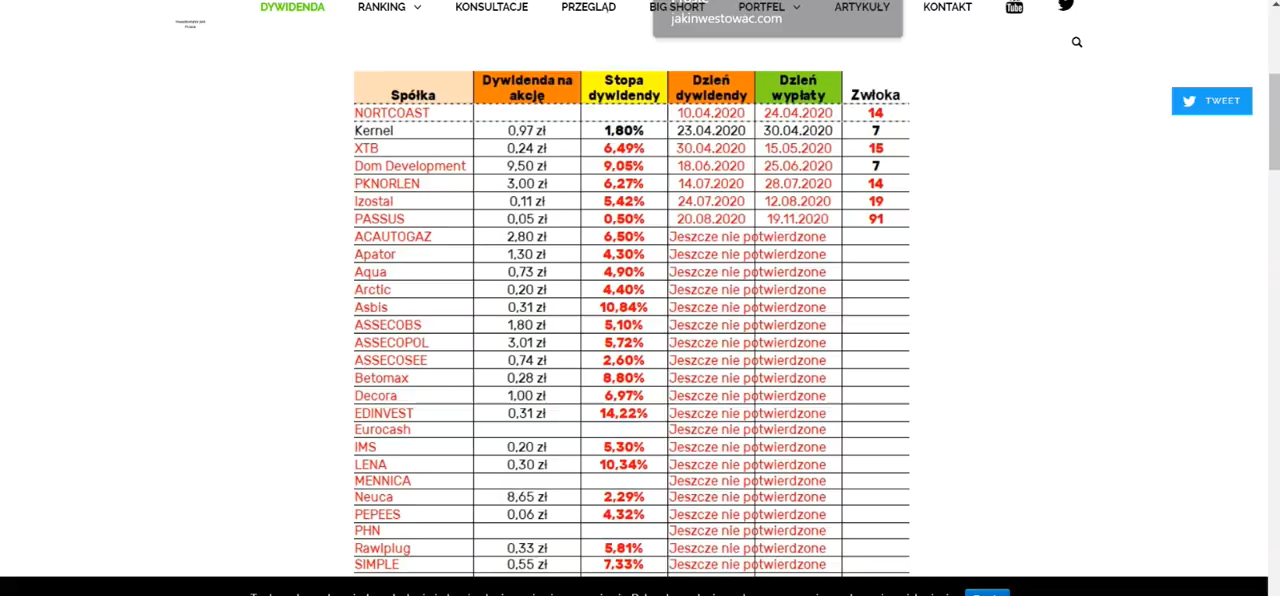 DYWIDENDA RANKING KONSULTACJE PRZEGLĄD BIG SHORT PORTFEL ARTYKUŁY KONTAKT You Tube
jakinwestowac.com
TWEET
Spółka Dywidenda na akcję Stopa dywidendy Dzień dywidendy Dzień wypłaty Zwłoka
NORTCOAST 10.04.2020 24.04.2020 14
Kernel 0,97 zł 1,80% 23.04.2020 30.04.2020 7
XTB 0,24 zł 6,49% 30.04.2020 15.05.2020 15
Dom Development 9,50 zł 9,05% 18.06.2020 25.06.2020 7
PKNORLEN 3,00 zł 6,27% 14.07.2020 28.07.2020 14
Izostal 0,11 zł 5,42% 24.07.2020 12.08.2020 19
PASSUS 0,05 zł 0,50% 20.08.2020 19.11.2020 91
ACAUTOGAZ 2,80 zł 6,50% Jeszcze nie potwierdzone
Apator 1,30 zł 4,30% Jeszcze nie potwierdzone
Aqua 0,73 zł 4,90% Jeszcze nie potwierdzone
Arctic 0,20 zł 4,40% Jeszcze nie potwierdzone
Asbis 0,31 zł 10,84% Jeszcze nie potwierdzone
ASSECOBS 1,80 zł 5,10% Jeszcze nie potwierdzone
ASSECOPOL 3,01 zł 5,72% Jeszcze nie potwierdzone
ASSECOSEE 0,74 zł 2,60% Jeszcze nie potwierdzone
Betomax 0,28 zł 8,80% Jeszcze nie potwierdzone
Decora 1,00 zł 6,97% Jeszcze nie potwierdzone
EDINVEST 0,31 zł 14,22% Jeszcze nie potwierdzone
Eurocash Jeszcze nie potwierdzone
IMS 0,20 zł 5,30% Jeszcze nie potwierdzone
LENA 0,30 zł 10,34% Jeszcze nie potwierdzone
MENNICA Jeszcze nie potwierdzone
Neuca 8,65 zł 2,29% Jeszcze nie potwierdzone
PEPEES 0,06 zł 4,32% Jeszcze nie potwierdzone
PHN Jeszcze nie potwierdzone
Rawlplug 0,33 zł 5,81% Jeszcze nie potwierdzone
SIMPLE 0,55 zł 7,33% Jeszcze nie potwierdzone